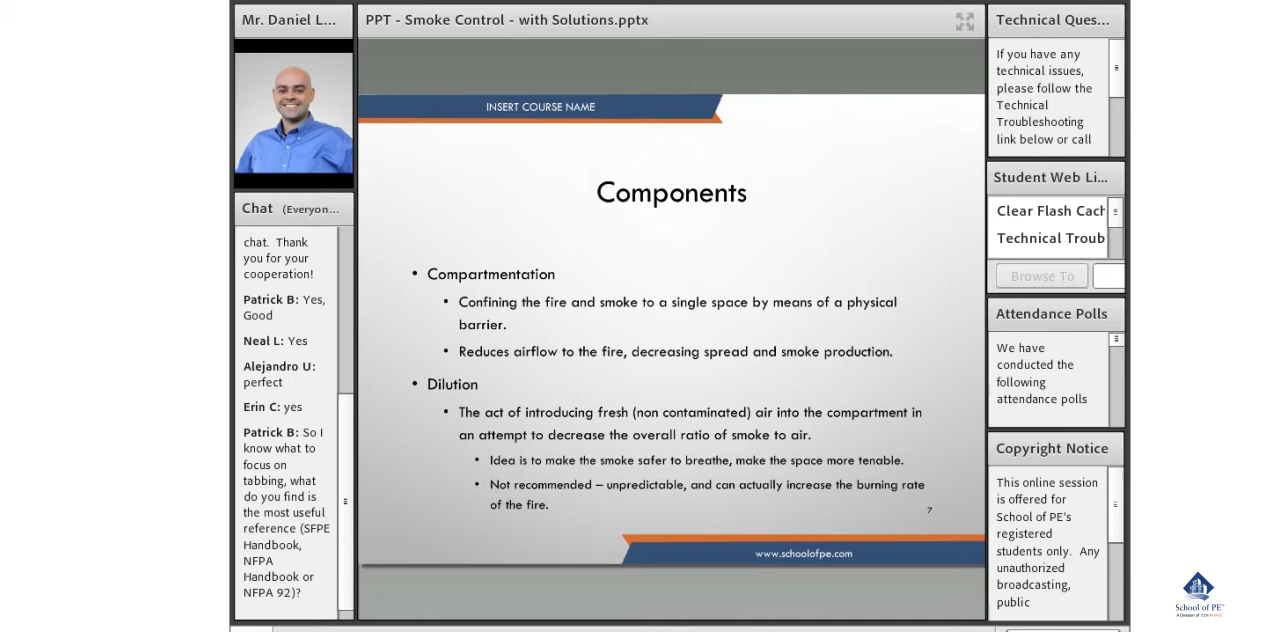 Mr. Daniel L...
PPT - Smoke Control - with Solutions.pptx
Technical Ques...
If you have any
technical issues,
please follow the
Technical
Troubleshooting
link below or call
Student Web Li...
Clear Flash Cach
Technical Troub
Browse To
Attendance Polls
We have
conducted the
following
attendance polls
Copyright Notice
This online session
is offered for
School of PE's
registered
students only. Any
unauthorized
broadcasting,
public
Chat (Everyon...
chat. Thank
you for your
cooperation!
Patrick B: Yes,
Good
Neal L: Yes
Alejandro U:
perfect
Erin C: yes
Patrick B: So I
know what to
focus on
tabbing, what
do you find is
the most useful
reference (SFPE
Handbook,
NFPA
Handbook or
NFPA 92)?
INSERT COURSE NAME
Components
• Compartmentation
• Confining the fire and smoke to a single space by means of a physical
barrier.
• Reduces airflow to the fire, decreasing spread and smoke production.
• Dilution
• The act of introducing fresh (non contaminated) air into the compartment in
an attempt to decrease the overall ratio of smoke to air.
• Idea is to make the smoke safer to breathe, make the space more tenable.
• Not recommended – unpredictable, and can actually increase the burning rate
of the fire.
7
www.schoolofpe.com
School of PE™